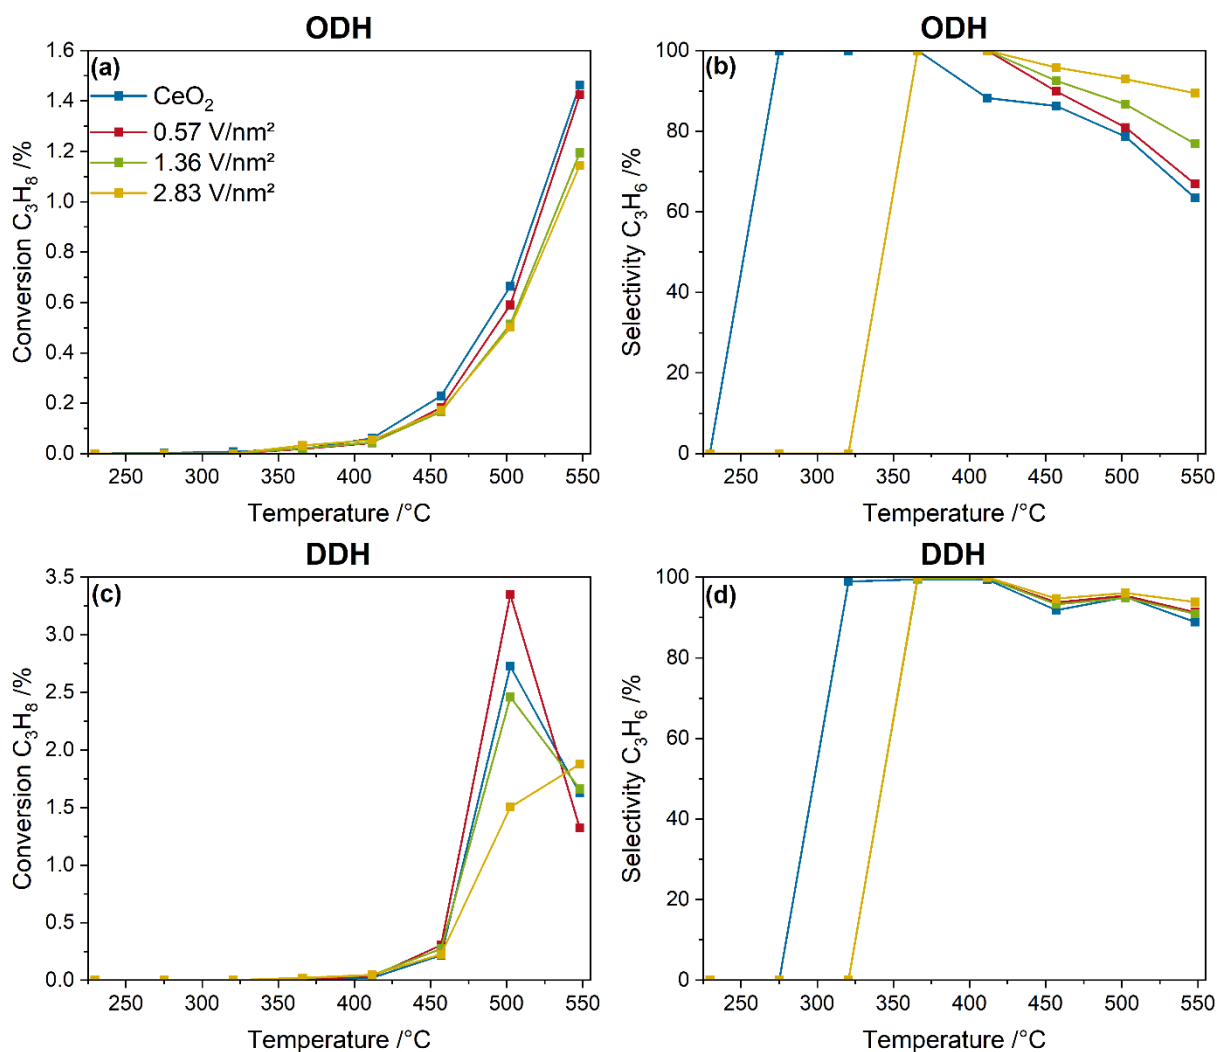 ODH
(a)
CeO₂
0.57 V/nm²
1.36 V/nm²
2.83 V/nm²
1.6
1.4
1.2
1.0
0.8
0.6
0.4
0.2
0.0
Conversion C₃H₈ /%
250 300 350 400 450 500 550
Temperature /°C
(b)
100
80
60
40
20
0
Selectivity C₃H₆ /%
250 300 350 400 450 500 550
Temperature /°C
DDH
(c)
3.5
3.0
2.5
2.0
1.5
1.0
0.5
0.0
Conversion C₃H₈ /%
250 300 350 400 450 500 550
Temperature /°C
DDH
(d)
100
80
60
40
20
0
Selectivity C₃H₆ /%
250 300 350 400 450 500 550
Temperature /°C
ODH